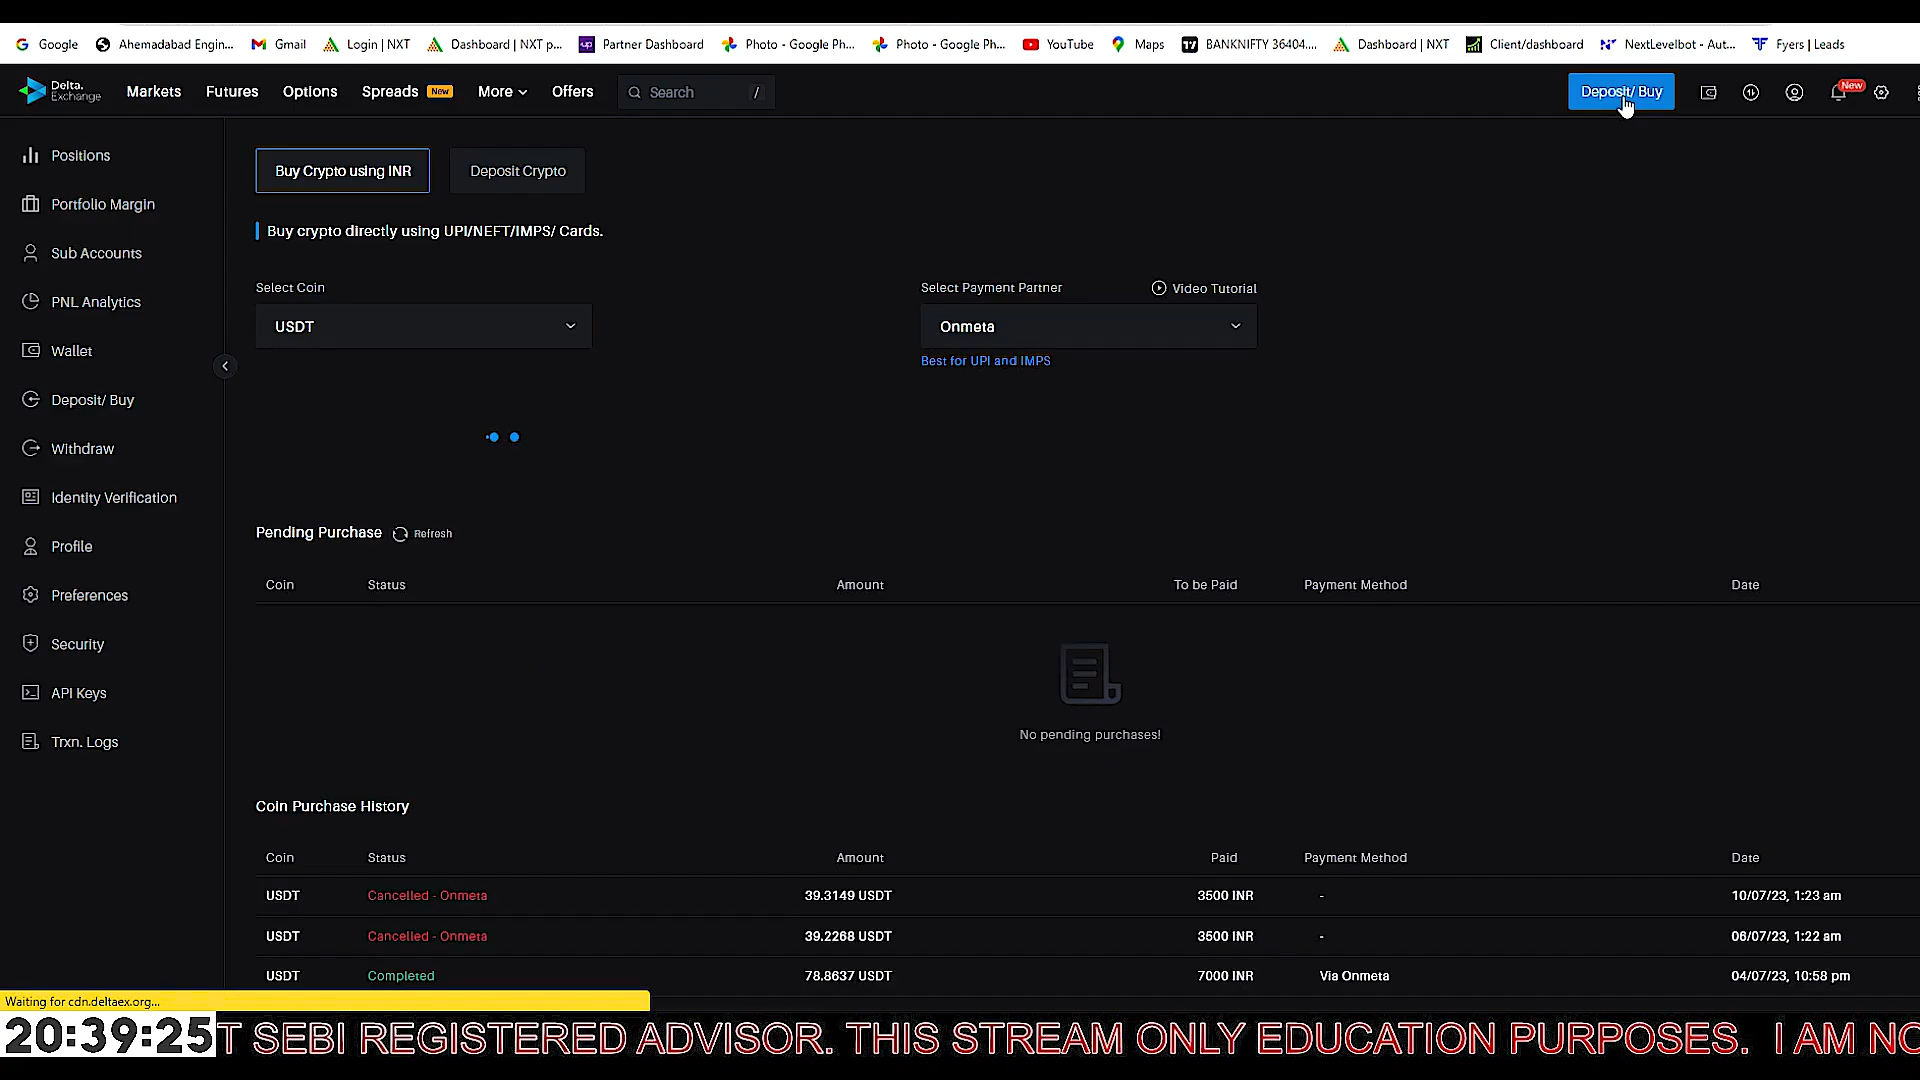 Google Ahemadabad Engin... Gmail Login | NXT Dashboard | NXT p... Partner Dashboard Photo - Google Ph... Photo - Google Ph... YouTube Maps BANKNIFTY 36404.... Dashboard | NXT Client/dashboard NextLevelbot - Aut... Fyers | Leads
Delta. Exchange Markets Futures Options Spreads New More Offers Search / Deposit/ Buy New
Positions
Portfolio Margin
Sub Accounts
PNL Analytics
Wallet
Deposit/ Buy
Withdraw
Identity Verification
Profile
Preferences
Security
API Keys
Trxn. Logs
Buy Crypto using INR Deposit Crypto
Buy crypto directly using UPI/NEFT/IMPS/ Cards.
Select Coin Select Payment Partner Video Tutorial
USDT Onmeta
Best for UPI and IMPS
Pending Purchase Refresh
Coin Status Amount To be Paid Payment Method Date
No pending purchases!
Coin Purchase History
Coin Status Amount Paid Payment Method Date
USDT Cancelled - Onmeta 39.3149 USDT 3500 INR - 10/07/23, 1:23 am
USDT Cancelled - Onmeta 39.2268 USDT 3500 INR - 06/07/23, 1:22 am
USDT Completed 78.8637 USDT 7000 INR Via Onmeta 04/07/23, 10:58 pm
Waiting for cdn.deltaex.org...
20:39:25 T SEBI REGISTERED ADVISOR. THIS STREAM ONLY EDUCATION PURPOSES. I AM NO